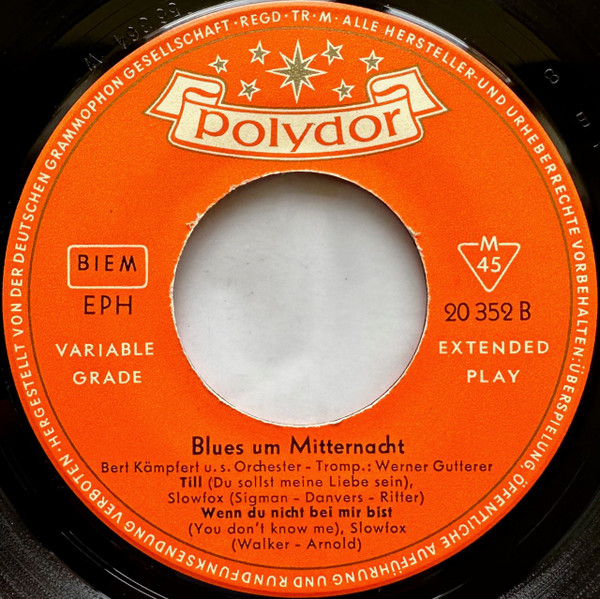 HERGESTELLT VON DER DEUTSCHEN GRAMMOPHON GESELLSCHAFT · REGD · TR · M · ALLE HERSTELLER- UND URHEBERRECHTE VORBEHALTEN: ÜBERSPIELUNG, ÖFFENTLICHE AUFFÜHRUNG UND RUNDFUNKSENDUNG VERBOTEN ·
polydor
BIEM
EPH
VARIABLE
GRADE
M
45
20 352 B
EXTENDED
PLAY
Blues um Mitternacht
Bert Kämpfert u. s. Orchester - Tromp.: Werner Gutterer
Till (Du sollst meine Liebe sein),
Slowfox (Sigman - Danvers - Ritter)
Wenn du nicht bei mir bist
(You don't know me), Slowfox
(Walker - Arnold)